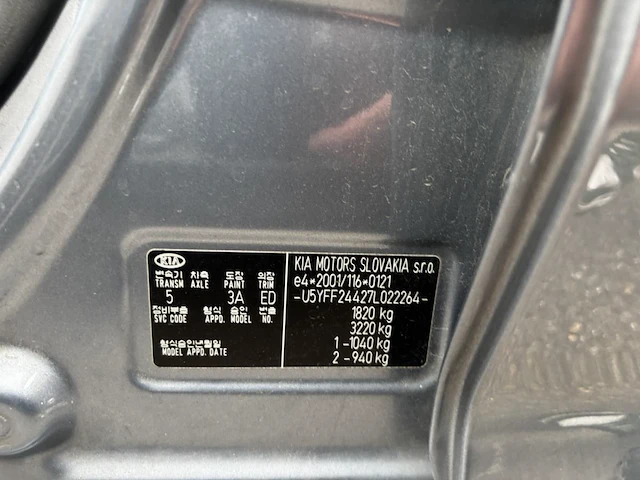 KIA
변속기 차축 도장 의장
TRANSM AXLE PAINT TRIM
5 3A ED
정비부호 형식 승인 번호
SVC CODE APPD. MODEL NO.
형식승인년월일
MODEL APPD. DATE
KIA MOTORS SLOVAKIA s.r.o.
e4*2001/116*0121
-U5YFF24427L022264-
1820 kg
3220 kg
1-1040 kg
2-940 kg